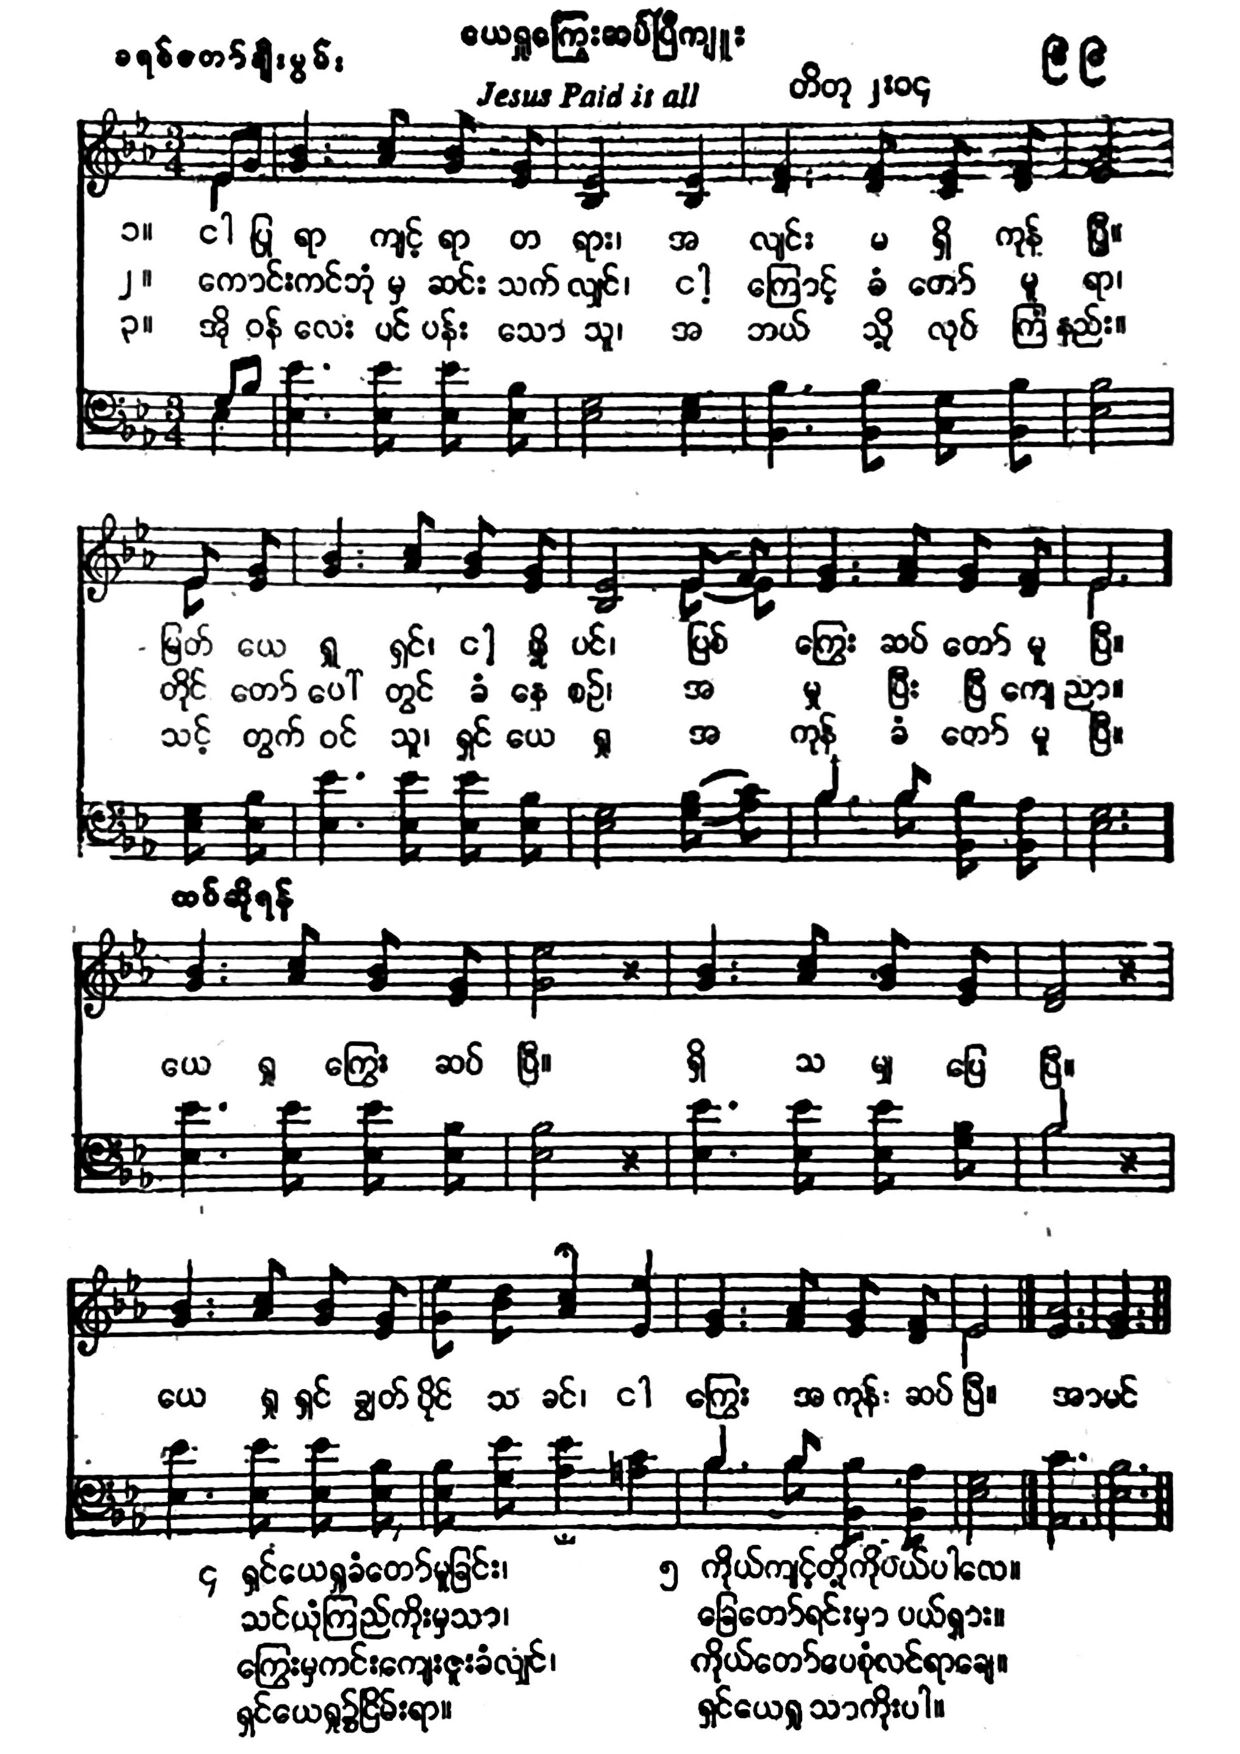 ယေရှုကြွေးဆပ်ပြီကျူး
ခရစ်တော်ချီးမွမ်း
၉၉
Jesus Paid it all
တိတု ၂း၁၄
၁။ ငါ ပြု ရာ ကျင့် ရာ တ ရား၊ အ လျင်း မ ရှိ ကုန် ပြီ။
၂။ ကောင်းကင်ဘုံ မှ ဆင်း သက် လျှင်၊ ငါ့ ကြောင့် ခံ တော် မူ ရာ၊
၃။ အို ဝန် လေး ပင် ပန်း သော သူ၊ အ ဘယ် သို့ လုပ် ကြံ နည်း။
မြတ် ယေ ရှု ရှင်၊ ငါ့ ဖို့ ပင်၊ ဖြစ် ကြွေး ဆပ် တော် မူ ပြီ။
တိုင် တော် ပေါ် တွင် ခံ နေ စဉ်၊ အ မှု ပြီး ပြီ ကျေ ညာ။
သင့် တွက် ဝင် သူ၊ ရှင် ယေ ရှု အ ကုန် ခံ တော် မူ ပြီ။
ထပ်ဆိုရန်
ယေ ရှု ကြွေး ဆပ် ပြီ။ ရှိ သ မျှ ပြေ ပြီ။
ယေ ရှု ရှင် ချွတ် ပိုင် သ ခင်၊ ငါ ကြွေး အ ကုန် ဆပ် ပြီ။ အာမင်
၄ ရှင်ယေရှုခံတော်မူခြင်း၊
သင်ယုံကြည်ကိုးမှသာ၊
ကြွေးမှကင်းကျေးဇူးခံလျှင်၊
ရှင်ယေရှု၌ငြိမ်းရာ။
၅ ကိုယ်ကျင့်တို့ကိုပယ်ပါလေ။
ခြေတော်ရင်းမှာ ပယ်ရှား။
ကိုယ်တော်ပေစုံလင်ရာချေ။
ရှင်ယေရှု သာကိုးပါ။